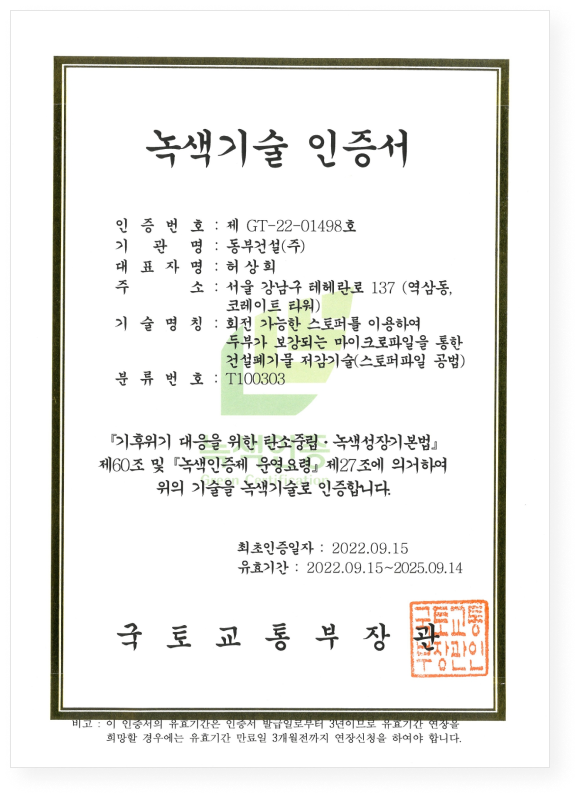 녹색기술 인증서
인 증 번 호 : 제 GT-22-01498호
기 관 명 : 동부건설(주)
대 표 자 명 : 허상희
주 소 : 서울 강남구 테헤란로 137 (역삼동,
코레이트 타워)
기 술 명 칭 : 회전 가능한 스토퍼를 이용하여
두부가 보강되는 마이크로파일을 통한
건설폐기물 저감기술(스토퍼파일 공법)
분 류 번 호 : T100303
녹색인증
Green Certification
『기후위기 대응을 위한 탄소중립·녹색성장기본법』
제60조 및 『녹색인증제 운영요령』 제27조에 의거하여
위의 기술을 녹색기술로 인증합니다.
최초인증일자 : 2022.09.15
유효기간 : 2022.09.15~2025.09.14
국 토 교 통 부 장 관
국토교통
부장관인
비고 : 이 인증서의 유효기간은 인증서 발급일로부터 3년이므로 유효기간 연장을
희망할 경우에는 유효기간 만료일 3개월전까지 연장신청을 하여야 합니다.